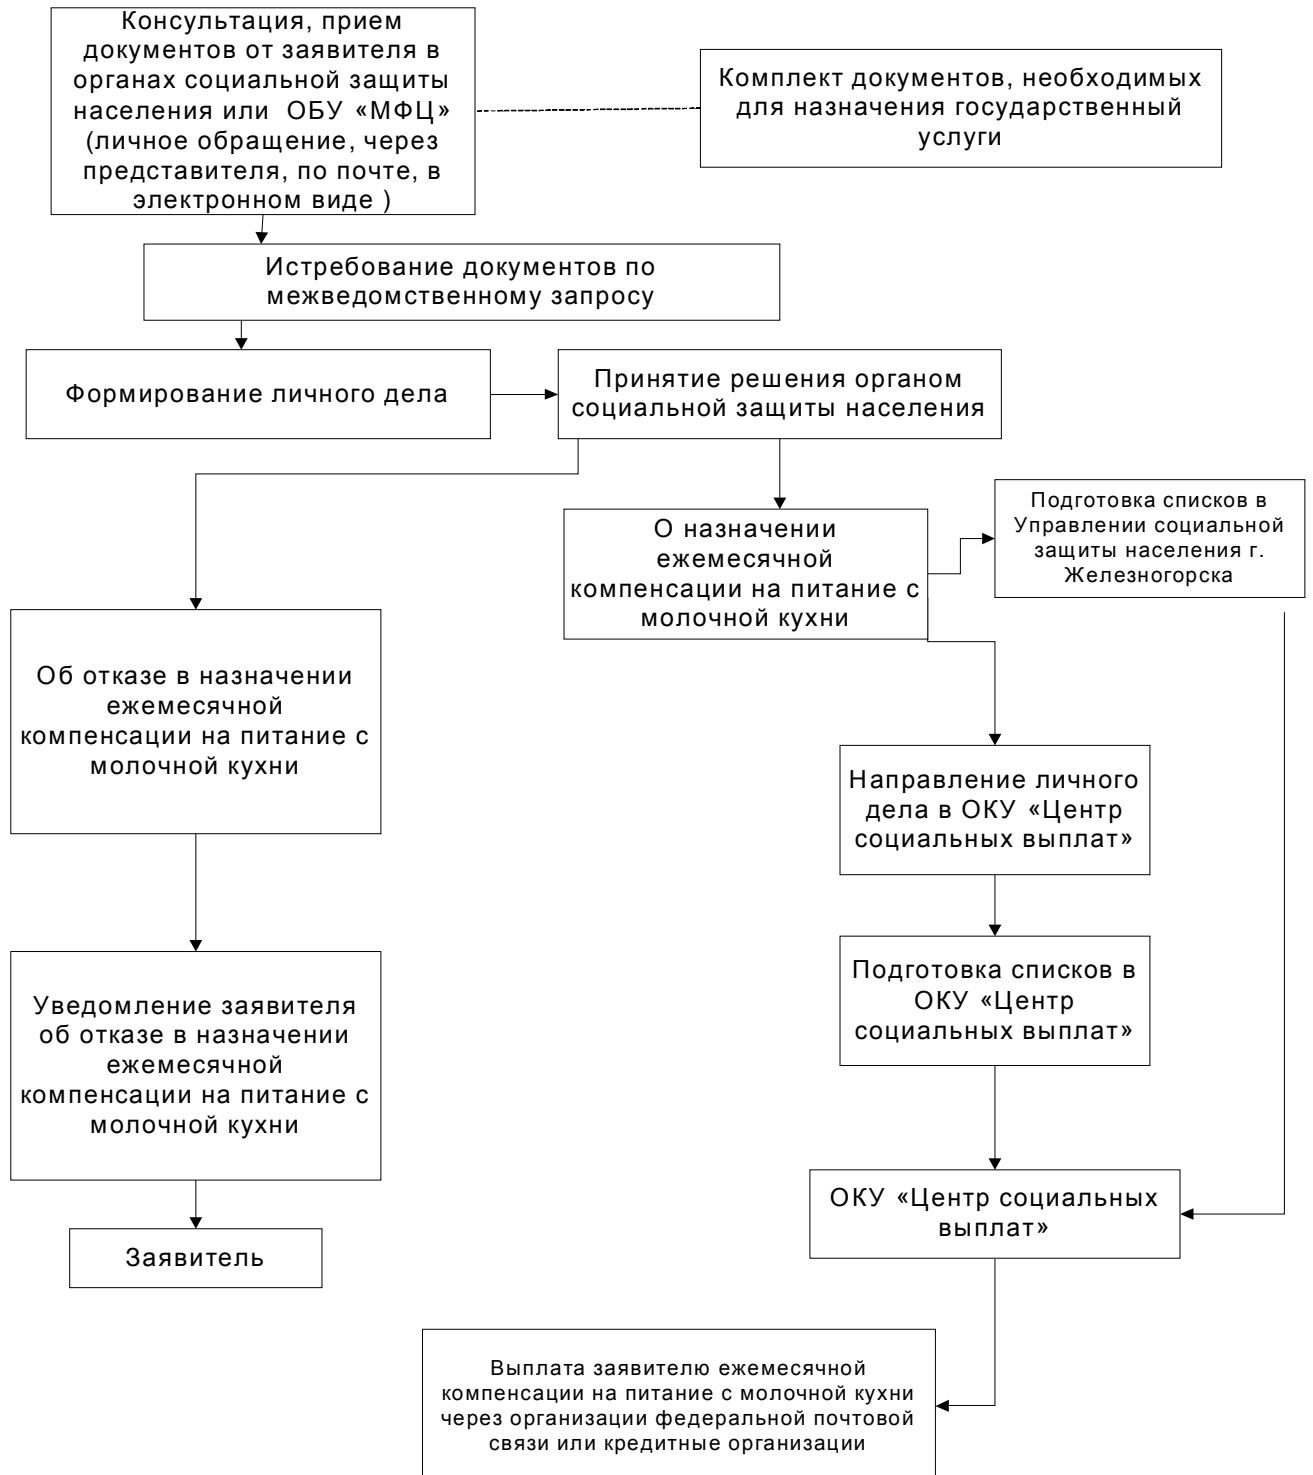 Консультация, прием
документов от заявителя в
органах социальной защиты
населения или ОБУ «МФЦ»
(личное обращение, через
представителя, по почте, в
электронном виде )
Комплект документов, необходимых
для назначения государственный
услуги
Истребование документов по
межведомственному запросу
Формирование личного дела
Принятие решения органом
социальной защиты населения
О назначении
ежемесячной
компенсации на питание с
молочной кухни
Подготовка списков в
Управлении социальной
защиты населения г.
Железногорска
Об отказе в назначении
ежемесячной
компенсации на питание с
молочной кухни
Направление личного
дела в ОКУ «Центр
социальных выплат»
Подготовка списков в
ОКУ «Центр
социальных выплат»
Уведомление заявителя
об отказе в назначении
ежемесячной
компенсации на питание с
молочной кухни
ОКУ «Центр социальных
выплат»
Заявитель
Выплата заявителю ежемесячной
компенсации на питание с молочной кухни
через организации федеральной почтовой
связи или кредитные организации